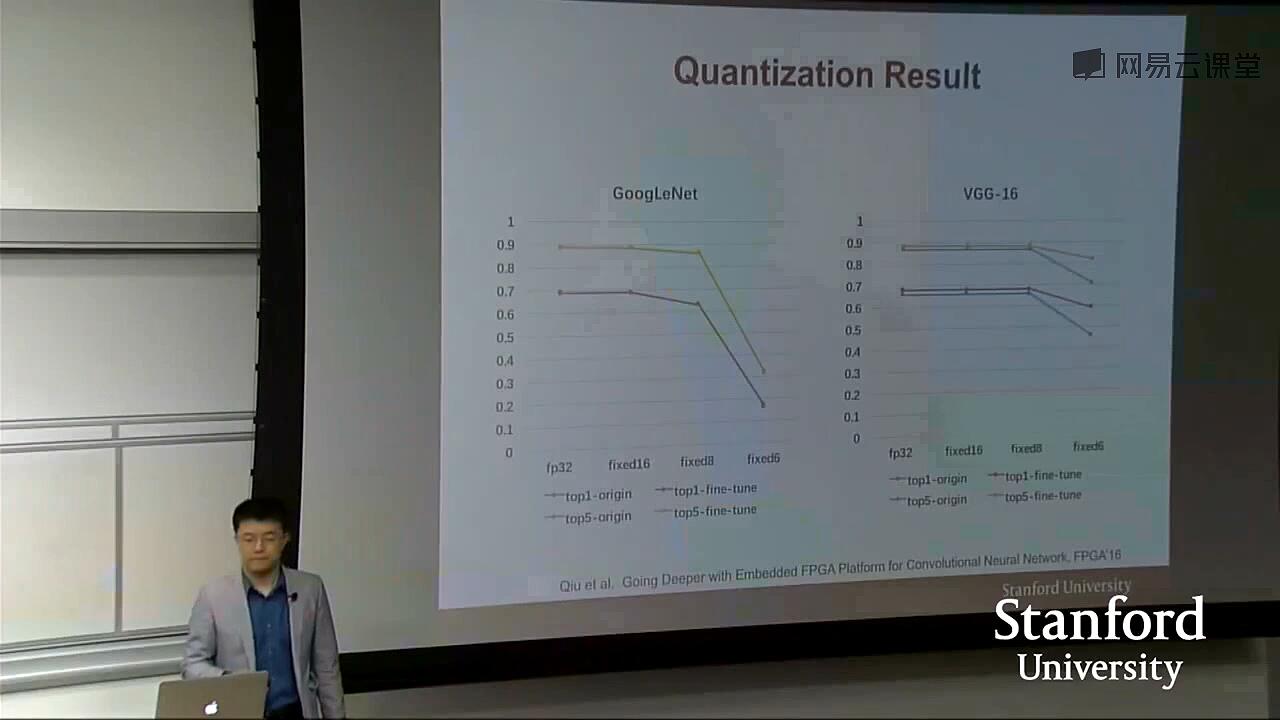 Quantization Result
网易云课堂
GoogLeNet
1
0.9
0.8
0.7
0.6
0.5
0.4
0.3
0.2
0.1
0
fp32 fixed16 fixed8 fixed6
top1-origin top1-fine-tune
top5-origin top5-fine-tune
VGG-16
1
0.9
0.8
0.7
0.6
0.5
0.4
0.3
0.2
0.1
0
fp32 fixed16 fixed8 fixed6
top1-origin top1-fine-tune
top5-origin top5-fine-tune
Qiu et al. Going Deeper with Embedded FPGA Platform for Convolutional Neural Network, FPGA'16
Stanford University
Stanford
University